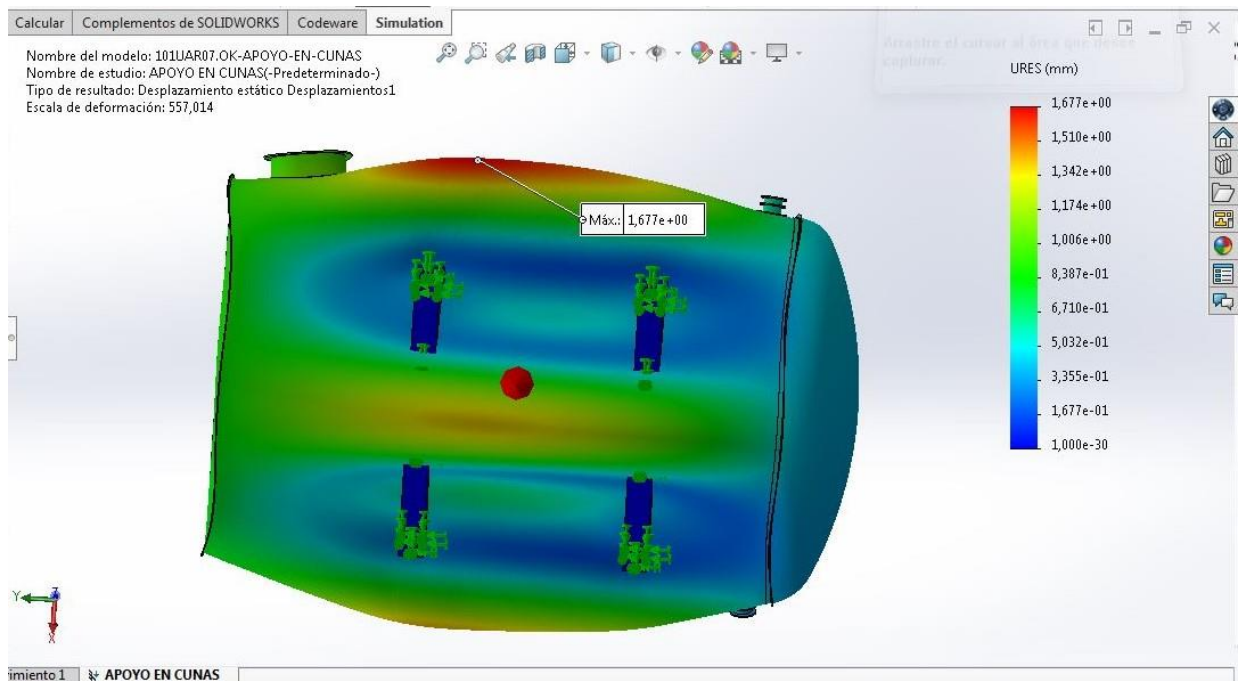 Calcular Complementos de SOLIDWORKS Codeware Simulation
Nombre del modelo: 101UAR07.OK-APOYO-EN-CUNAS
Nombre de estudio: APOYO EN CUNAS(-Predeterminado-)
Tipo de resultado: Desplazamiento estático Desplazamientos1
Escala de deformación: 557,014
Arrastre el cursor al área que desee
capturar.
URES (mm)
1,677e+00
1,510e+00
1,342e+00
1,174e+00
1,006e+00
8,387e-01
6,710e-01
5,032e-01
3,355e-01
1,677e-01
1,000e-30
Máx.: 1,677e+00
Y
Z
X
imiento 1 APOYO EN CUNAS